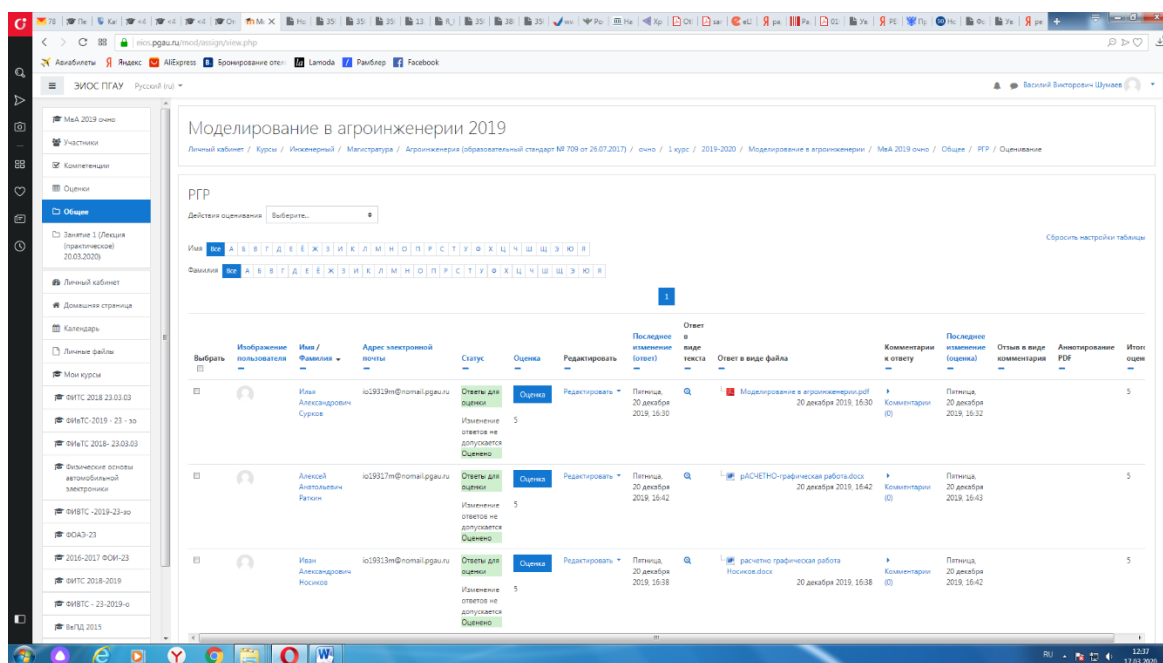 eios.pgau.ru/mod/assign/view.php
Авиабилеты Яндекс AliExpress Бронирование отел Lamoda Рамблер Facebook
ЭИОС ПГАУ Русский (ru)
Василий Викторович Шумаев
МвА 2019 очно
Участники
Компетенции
Оценки
Общее
Занятие 1 (Лекция
(практическое)
20.03.2020)
Личный кабинет
Домашняя страница
Календарь
Личные файлы
Мои курсы
ФИТС 2018 23.03.03
ФИвТС-2019 - 23 - зо
ФИвТС 2018- 23.03.03
Физические основы
автомобильной
электроники
ФИВТС -2019-23-зо
ФОАЭ-23
2016-2017 ФОИ-23
ФИТС 2018-2019
ФИВТС - 23-2019-о
ВеПД 2015
Моделирование в агроинженерии 2019
Личный кабинет / Курсы / Инженерный / Магистратура / Агроинженерия (образовательный стандарт № 709 от 26.07.2017) / очно / 1 курс / 2019-2020 / Моделирование в агроинженерии / МвА 2019 очно / Общее / РГР / Оценивание
РГР
Действия оценивания Выберите...
Сбросить настройки таблицы
Имя Все А Б В Г Д Е Ё Ж З И К Л М Н О П Р С Т У Ф Х Ц Ч Ш Щ Э Ю Я
Фамилия Все А Б В Г Д Е Ё Ж З И К Л М Н О П Р С Т У Ф Х Ц Ч Ш Щ Э Ю Я
1
Выбрать
Изображение
пользователя
Имя /
Фамилия
Адрес электронной
почты
Статус
Оценка
Редактировать
Последнее
изменение
(ответ)
Ответ
в
виде
текста
Ответ в виде файла
Комментарии
к ответу
Последнее
изменение
(оценка)
Отзыв в виде
комментария
Аннотирование
PDF
Итого
оцен
Илья
Александрович
Сурков
io19319m@nomail.pgau.ru
Ответы для
оценки
Изменение
ответов не
допускается
Оценено
Оценка
5
Редактировать
Пятница,
20 декабря
2019, 16:30
Моделирование в агроинженерии.pdf
20 декабря 2019, 16:30
Комментарии
(0)
Пятница,
20 декабря
2019, 16:32
5
Алексей
Анатольевич
Раткин
io19317m@nomail.pgau.ru
Ответы для
оценки
Изменение
ответов не
допускается
Оценено
Оценка
5
Редактировать
Пятница,
20 декабря
2019, 16:42
рАСЧЕТНО-графическая работа.docx
20 декабря 2019, 16:42
Комментарии
(0)
Пятница,
20 декабря
2019, 16:43
5
Иван
Александрович
Носиков
io19313m@nomail.pgau.ru
Ответы для
оценки
Изменение
ответов не
допускается
Оценено
Оценка
5
Редактировать
Пятница,
20 декабря
2019, 16:38
расчетно графическая работа
Носиков.docx
20 декабря 2019, 16:38
Комментарии
(0)
Пятница,
20 декабря
2019, 16:42
5
RU
12:37
17.03.2020